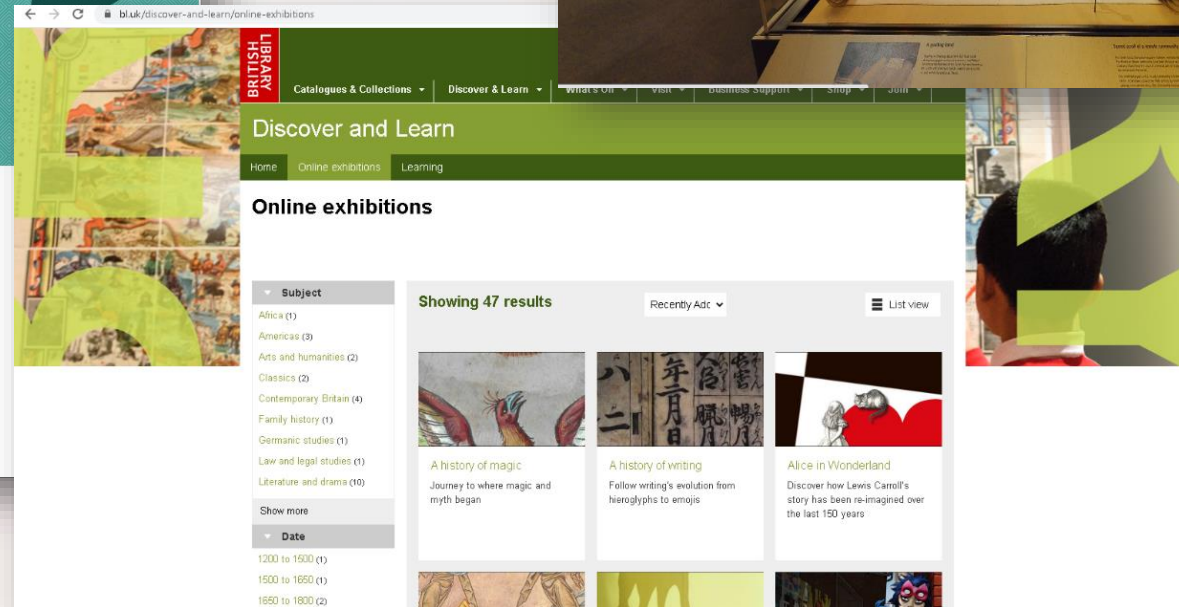 bl.uk/discover-and-learn/online-exhibitions
BRITISH
LIBRARY
Catalogues & Collections
Discover & Learn
What's On
Visit
Business Support
Shop
Join
Discover and Learn
Home Online exhibitions Learning
Online exhibitions
Subject
Africa (1)
Americas (3)
Arts and humanities (2)
Classics (2)
Contemporary Britain (4)
Family history (1)
Germanic studies (1)
Law and legal studies (1)
Literature and drama (10)
Show more
Date
1200 to 1500 (1)
1500 to 1650 (1)
1650 to 1800 (2)
Showing 47 results
Recently Adc
List view
A history of magic
Journey to where magic and
myth began
A history of writing
Follow writing's evolution from
hieroglyphs to emojis
Alice in Wonderland
Discover how Lewis Carroll's
story has been re-imagined over
the last 150 years